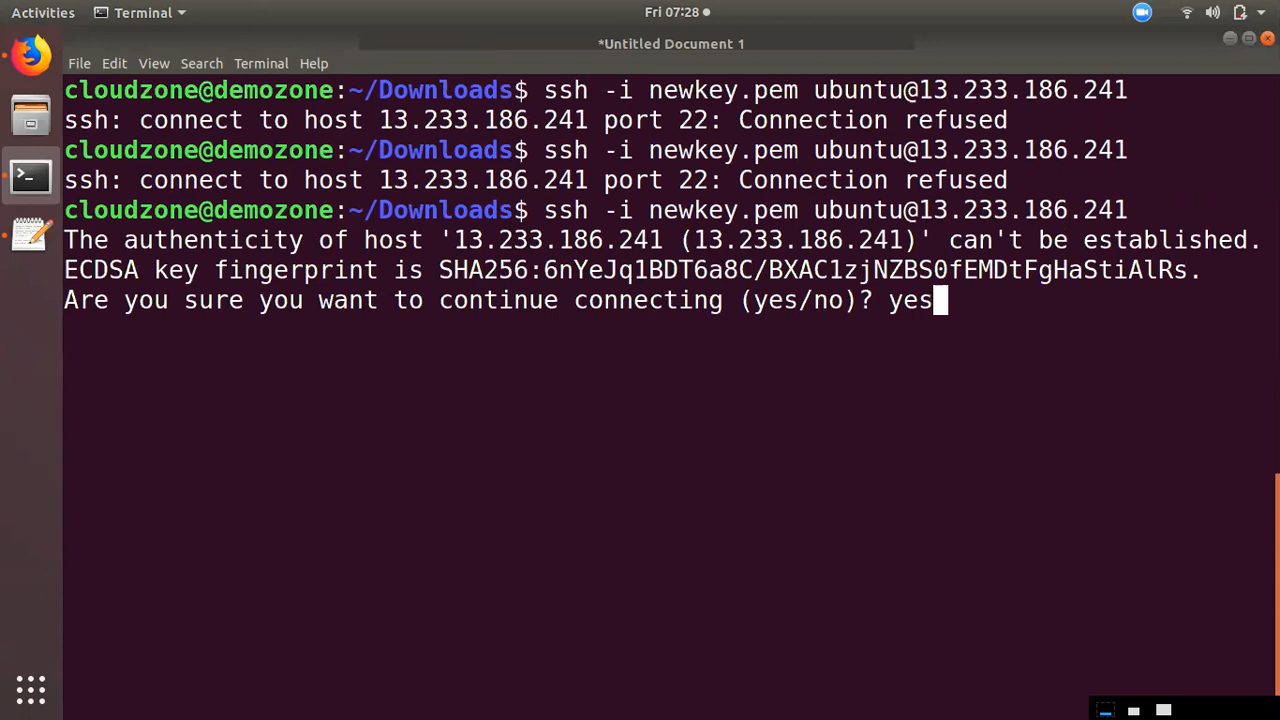 Activities Terminal Fri 07:28
*Untitled Document 1
File Edit View Search Terminal Help
cloudzone@demozone:~/Downloads$ ssh -i newkey.pem ubuntu@13.233.186.241
ssh: connect to host 13.233.186.241 port 22: Connection refused
cloudzone@demozone:~/Downloads$ ssh -i newkey.pem ubuntu@13.233.186.241
ssh: connect to host 13.233.186.241 port 22: Connection refused
cloudzone@demozone:~/Downloads$ ssh -i newkey.pem ubuntu@13.233.186.241
The authenticity of host '13.233.186.241 (13.233.186.241)' can't be established.
ECDSA key fingerprint is SHA256:6nYeJq1BDT6a8C/BXAC1zjNZBS0fEMDtFgHaStiAlRs.
Are you sure you want to continue connecting (yes/no)? yes